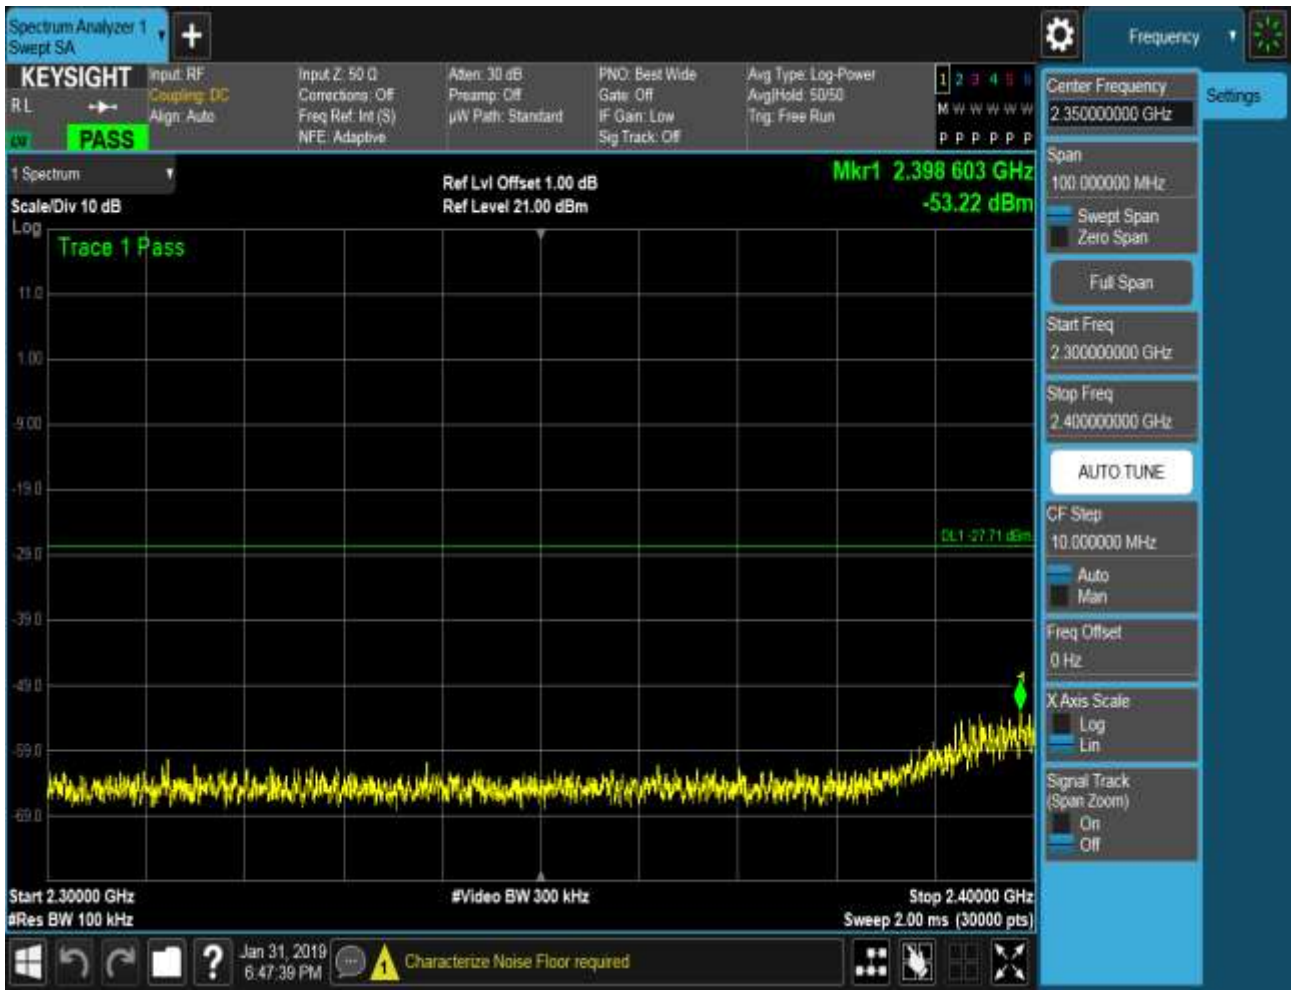 Spectrum Analyzer 1
Swept SA
Frequency
KEYSIGHT
R L
PASS
Input: RF
Coupling: DC
Align: Auto
Input Z: 50 Ω
Corrections: Off
Freq Ref: Int (S)
NFE: Adaptive
Atten: 30 dB
Preamp: Off
µW Path: Standard
PNO: Best Wide
Gate: Off
IF Gain: Low
Sig Track: Off
Avg Type: Log-Power
Avg|Hold: 50/50
Trig: Free Run
1 2 3 4 5 6
M W W W W W
P P P P P P
1 Spectrum
Scale/Div 10 dB
Log
Ref Lvl Offset 1.00 dB
Ref Level 21.00 dBm
Mkr1 2.398 603 GHz
-53.22 dBm
Trace 1 Pass
11.0
1.00
-9.00
-19.0
-29.0
-39.0
-49.0
-59.0
-69.0
DL1 -27.71 dBm
1
Start 2.30000 GHz
#Res BW 100 kHz
#Video BW 300 kHz
Stop 2.40000 GHz
Sweep 2.00 ms (30000 pts)
?
Jan 31, 2019
6:47:39 PM
1
Characterize Noise Floor required
Center Frequency
2.350000000 GHz
Settings
Span
100.000000 MHz
Swept Span
Zero Span
Full Span
Start Freq
2.300000000 GHz
Stop Freq
2.400000000 GHz
AUTO TUNE
CF Step
10.000000 MHz
Auto
Man
Freq Offset
0 Hz
X Axis Scale
Log
Lin
Signal Track
(Span Zoom)
On
Off